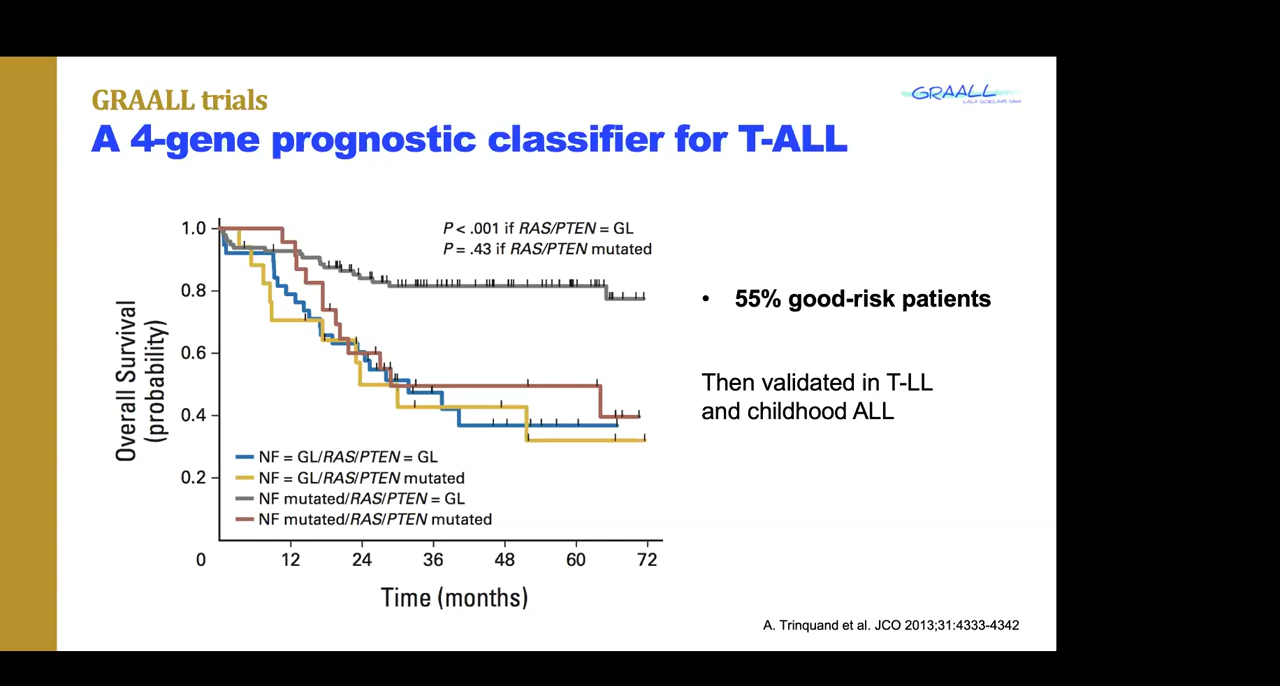 GRAALL trials
GRAALL
A 4-gene prognostic classifier for T-ALL
P < .001 if RAS/PTEN = GL
P = .43 if RAS/PTEN mutated
1.0
0.8
0.6
0.4
0.2
0
Overall Survival
(probability)
NF = GL/RAS/PTEN = GL
NF = GL/RAS/PTEN mutated
NF mutated/RAS/PTEN = GL
NF mutated/RAS/PTEN mutated
12 24 36 48 60 72
Time (months)
• 55% good-risk patients
Then validated in T-LL
and childhood ALL
A. Trinquand et al. JCO 2013;31:4333-4342